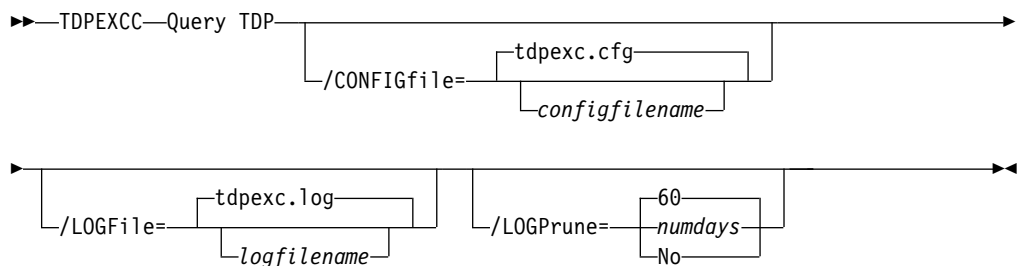 TDPEXCC Query TDP
tdpexc.cfg
/CONFIGfile=
configfilename
tdpexc.log
/LOGFile=
logfilename
60
/LOGPrune=
numdays
No